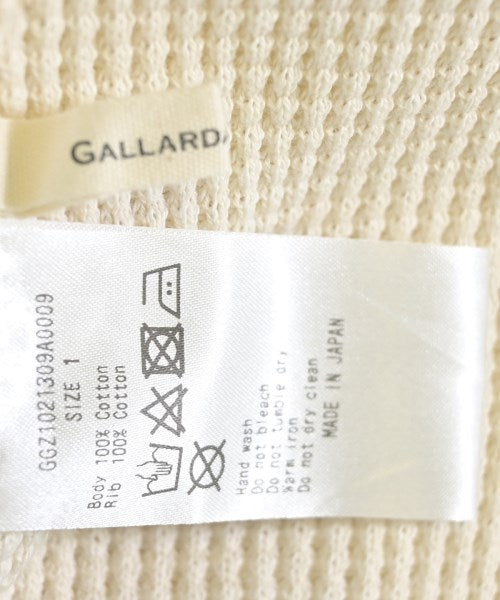 GALLARDA
GGZ1021309A0009
SIZE 1
Body 100% Cotton
Rib 100% Cotton
Hand wash
Do not bleach
Do not tumble dry,
Warm iron
Do not dry clean
MADE IN JAPAN